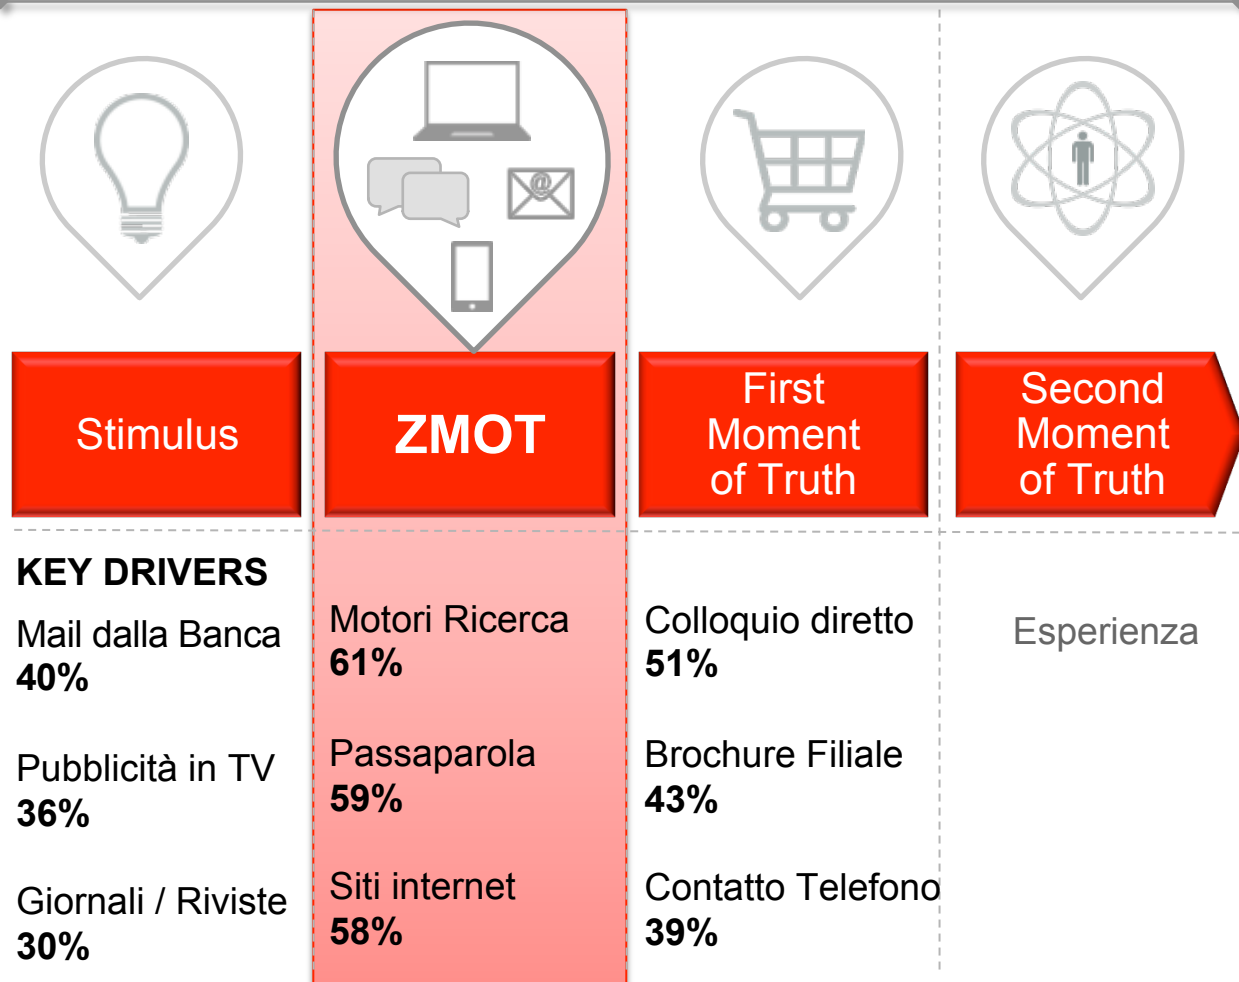 @
Stimulus
ZMOT
First
Moment
of Truth
Second
Moment
of Truth
KEY DRIVERS
Mail dalla Banca
40%
Pubblicità in TV
36%
Giornali / Riviste
30%
Motori Ricerca
61%
Passaparola
59%
Siti internet
58%
Colloquio diretto
51%
Brochure Filiale
43%
Contatto Telefono
39%
Esperienza